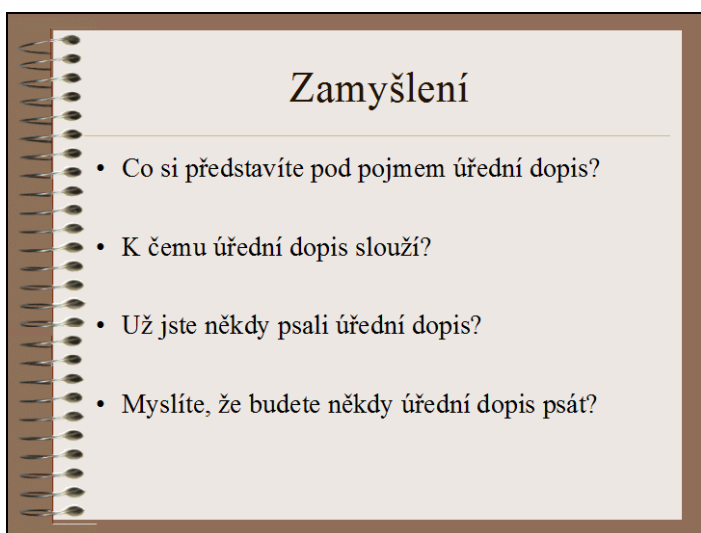 Zamyšlení
• Co si představíte pod pojmem úřední dopis?
• K čemu úřední dopis slouží?
• Už jste někdy psali úřední dopis?
• Myslíte, že budete někdy úřední dopis psát?